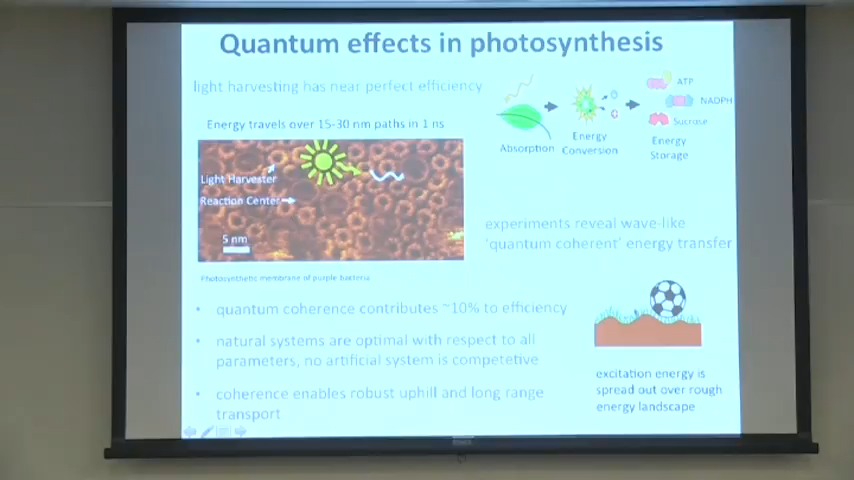 Quantum effects in photosynthesis
light harvesting has near perfect efficiency
Energy travels over 15-30 nm paths in 1 ns
Light Harvester
Reaction Center
5 nm
Photosynthetic membrane of purple bacteria
Absorption
Energy
Conversion
ATP
NADPH
Sucrose
Energy
Storage
experiments reveal wave-like
'quantum coherent' energy transfer
• quantum coherence contributes ~10% to efficiency
• natural systems are optimal with respect to all
parameters, no artificial system is competetive
• coherence enables robust uphill and long range
transport
excitation energy is
spread out over rough
energy landscape